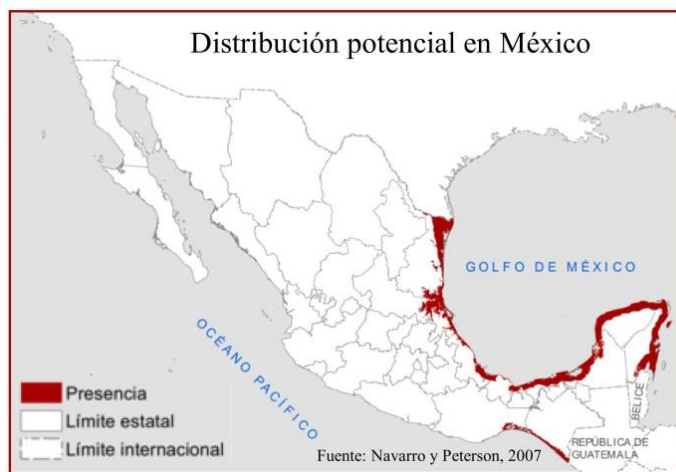 Distribución potencial en México
GOLFO DE MÉXICO
OCÉANO PACÍFICO
BELICE
Presencia
Límite estatal
Límite internacional
REPÚBLICA DE
GUATEMALA
Fuente: Navarro y Peterson, 2007